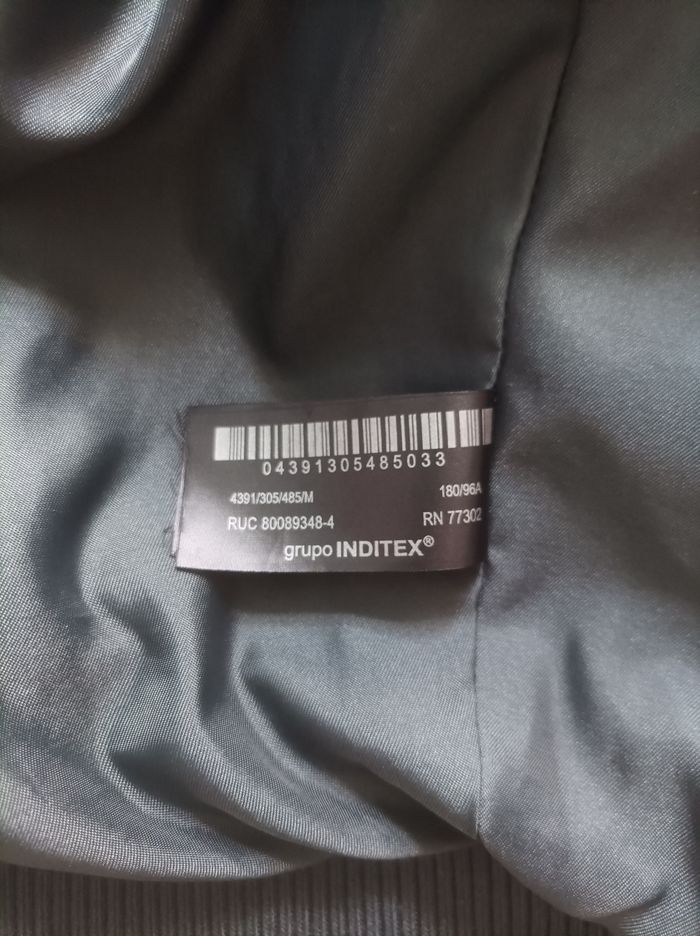 04391305485033
4391/305/485/M 180/96A
RUC 80089348-4 RN 77302
grupo INDITEX®